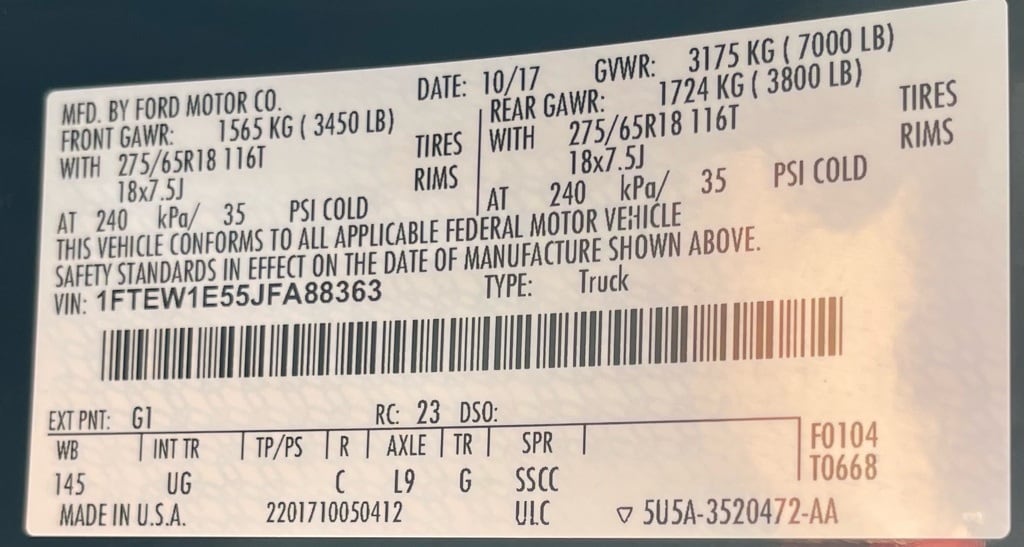 MFD. BY FORD MOTOR CO. DATE: 10/17 GVWR: 3175 KG ( 7000 LB)
FRONT GAWR: 1565 KG ( 3450 LB) REAR GAWR: 1724 KG ( 3800 LB)
WITH 275/65R18 116T TIRES WITH 275/65R18 116T TIRES
18x7.5J RIMS 18x7.5J RIMS
AT 240 kPa/ 35 PSI COLD AT 240 kPa/ 35 PSI COLD
THIS VEHICLE CONFORMS TO ALL APPLICABLE FEDERAL MOTOR VEHICLE
SAFETY STANDARDS IN EFFECT ON THE DATE OF MANUFACTURE SHOWN ABOVE.
VIN: 1FTEW1E55JFA88363 TYPE: Truck
EXT PNT: G1 RC: 23 DSO:
WB INT TR TP/PS R AXLE TR SPR F0104
145 UG C L9 G SSCC T0668
MADE IN U.S.A. 2201710050412 ULC ▽ 5U5A-3520472-AA